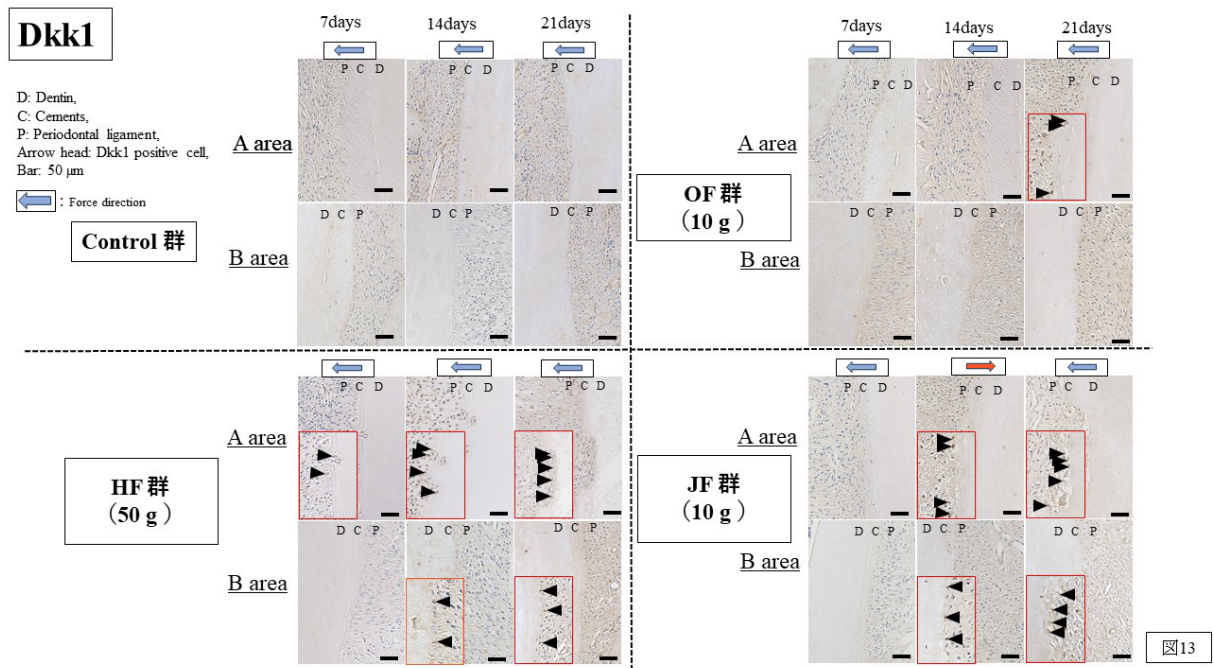 Dkk1
D: Dentin,
C: Cements,
P: Periodontal ligament,
Arrow head: Dkk1 positive cell,
Bar: 50 μm
: Force direction
Control 群
7days 14days 21days
P C D P C D P C D
A area
D C P D C P D C P
B area
OF 群
(10 g )
7days 14days 21days
P C D P C D P C D
A area
D C P D C P D C P
B area
HF 群
(50 g )
P C D P C D P C D
A area
D C P D C P D C P
B area
JF 群
(10 g )
P C D P C D P C D
A area
D C P D C P D C P
B area
図13